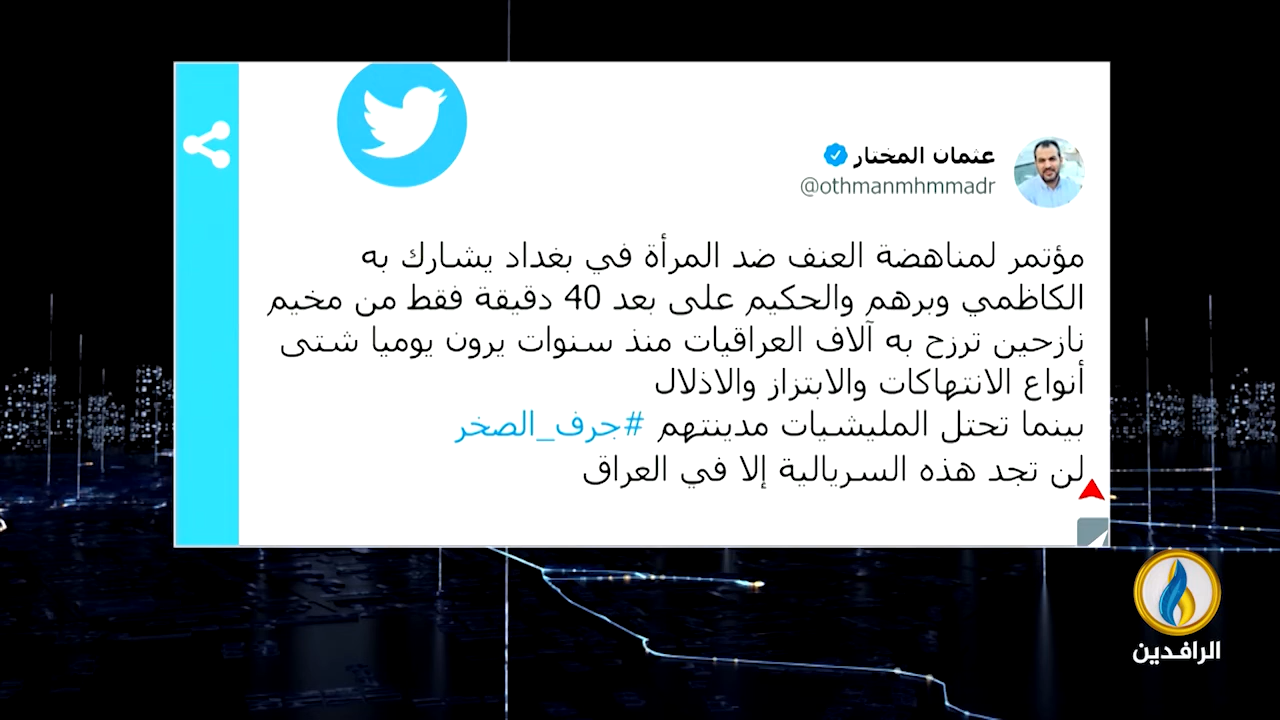 عثمان المختار
@othmanmhmmadr
مؤتمر لمناهضة العنف ضد المرأة في بغداد يشارك به
الكاظمي وبرهم والحكيم على بعد 40 دقيقة فقط من مخيم
نازحين ترزح به آلاف العراقيات منذ سنوات يرون يوميا شتى
أنواع الانتهاكات والابتزاز والاذلال
بينما تحتل المليشيات مدينتهم #جرف_الصخر
لن تجد هذه السريالية إلا في العراق
الرافدين